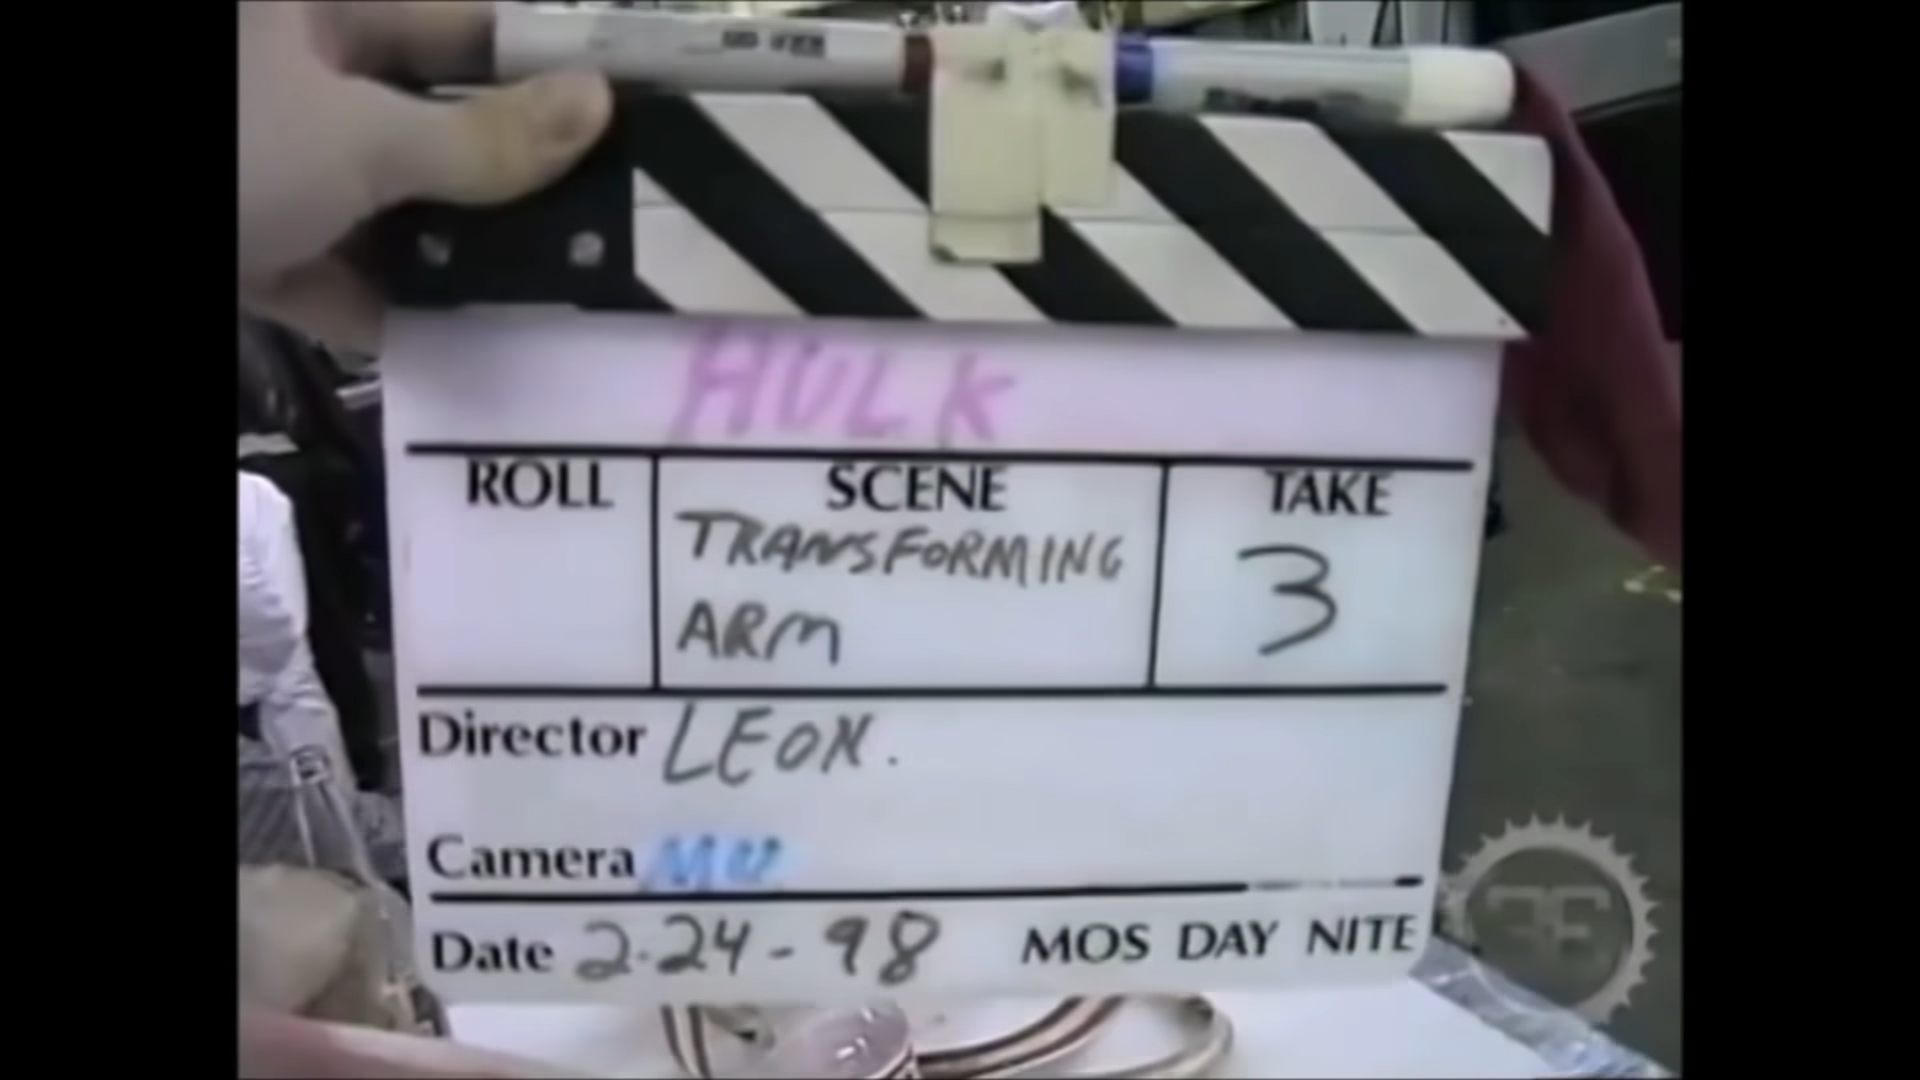 HULK
ROLL SCENE TAKE
TRANSFORMING
ARM
3
Director LEON.
Camera
Date 2-24-98 MOS DAY NITE